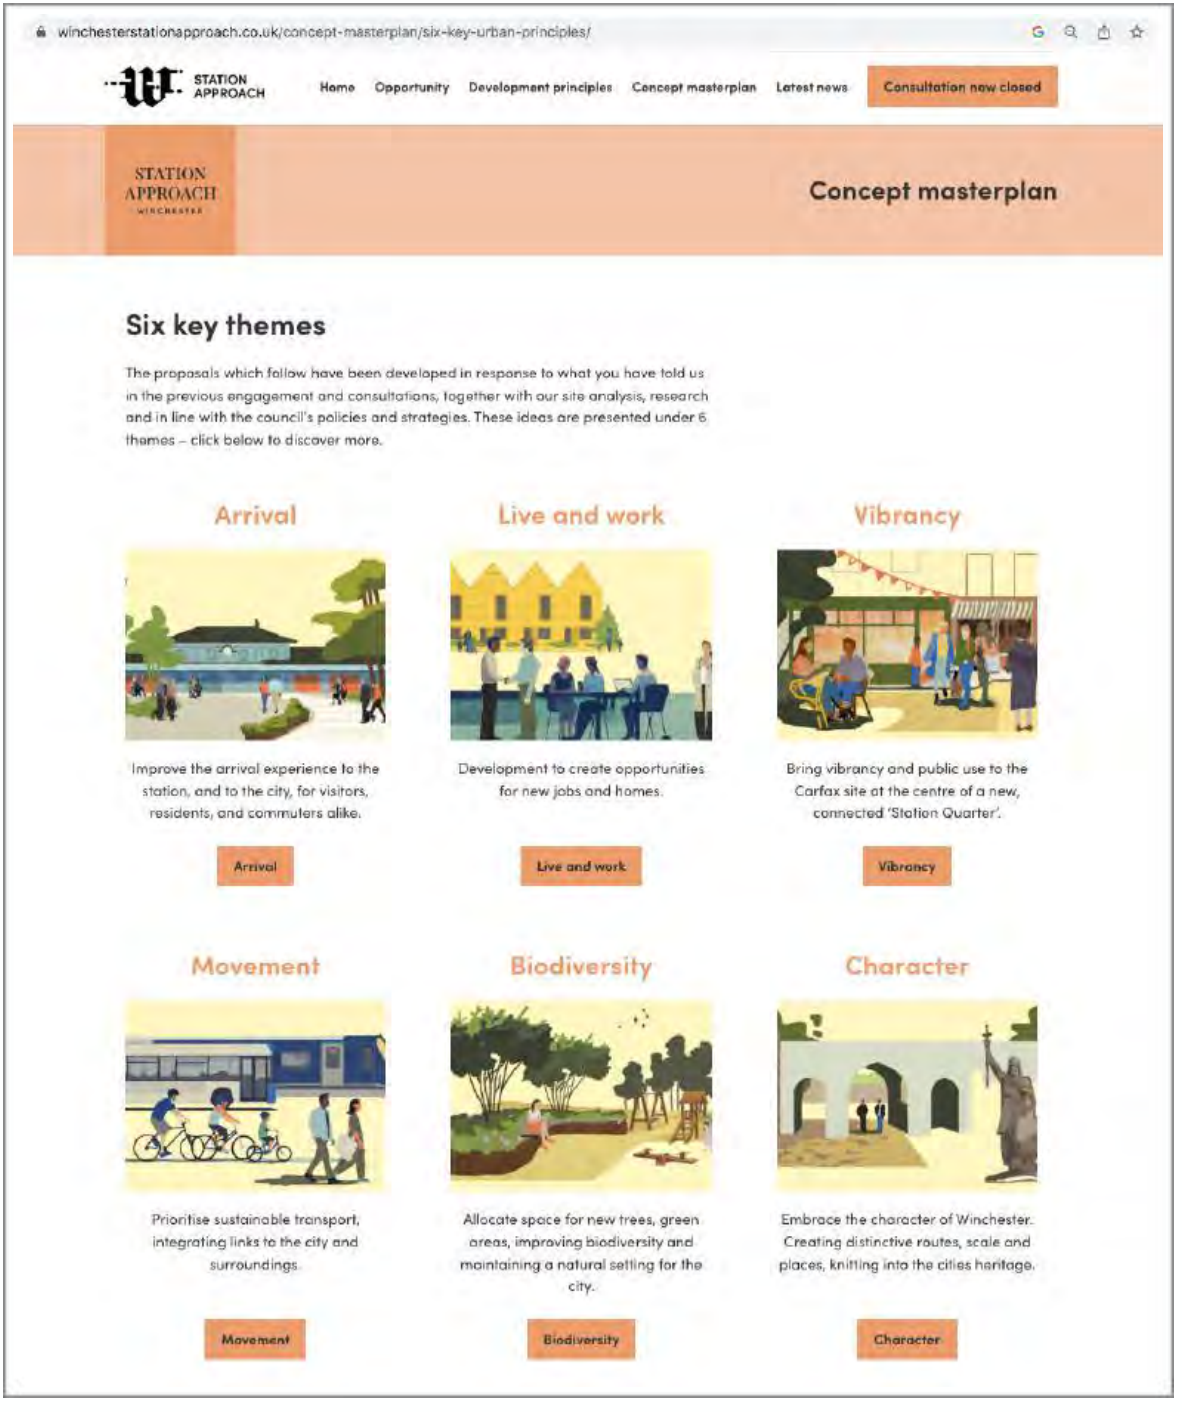 winchesterstationapproach.co.uk/concept-masterplan/six-key-urban-principles/
STATION
APPROACH
Home Opportunity Development principles Concept masterplan Latest news Consultation now closed
STATION
APPROACH
WINCHESTER
Concept masterplan
Six key themes
The proposals which follow have been developed in response to what you have told us
in the previous engagement and consultations, together with our site analysis, research
and in line with the council's policies and strategies. These ideas are presented under 6
themes – click below to discover more.
Arrival
Improve the arrival experience to the
station, and to the city, for visitors,
residents, and commuters alike.
Arrival
Live and work
Development to create opportunities
for new jobs and homes.
Live and work
Vibrancy
Bring vibrancy and public use to the
Carfax site at the centre of a new,
connected 'Station Quarter'.
Vibrancy
Movement
Prioritise sustainable transport,
integrating links to the city and
surroundings.
Movement
Biodiversity
Allocate space for new trees, green
areas, improving biodiversity and
maintaining a natural setting for the
city.
Biodiversity
Character
Embrace the character of Winchester.
Creating distinctive routes, scale and
places, knitting into the cities heritage.
Character